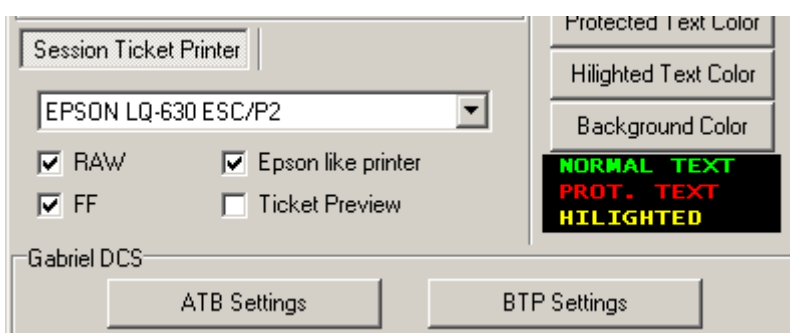 Protected Text Color
Session Ticket Printer
Hilighted Text Color
EPSON LQ-630 ESC/P2
Background Color
RAW
Epson like printer
NORMAL TEXT
PROT. TEXT
FF
Ticket Preview
HILIGHTED
Gabriel DCS
ATB Settings
BTP Settings